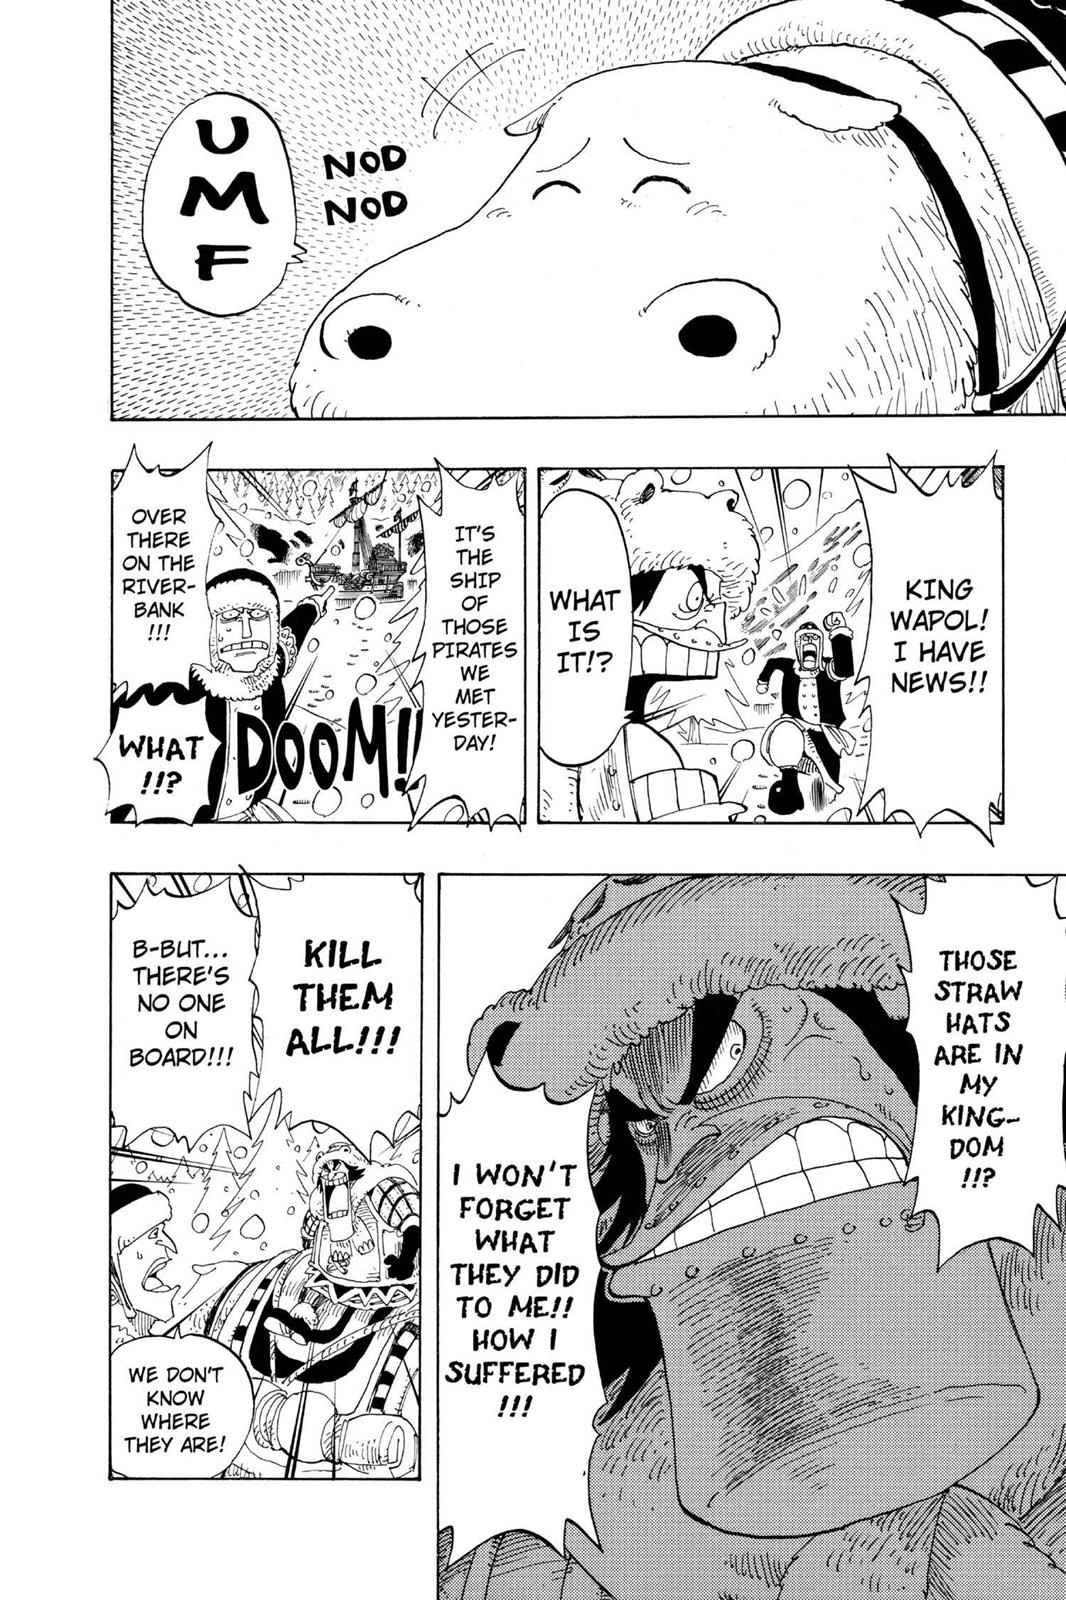 UMF
NOD
NOD
KING
WAPOL!
I HAVE
NEWS!!
WHAT
IS
IT!?
IT'S
THE
SHIP
OF
THOSE
PIRATES
WE
MET
YESTER-
DAY!
OVER
THERE
ON THE
RIVER-
BANK
!!!
DOOM!!
WHAT
!!?
THOSE
STRAW
HATS
ARE IN
MY
KING-
DOM
!!?
I WON'T
FORGET
WHAT
THEY DID
TO ME!!
HOW I
SUFFERED
!!!
KILL
THEM
ALL!!!
B-BUT...
THERE'S
NO ONE
ON
BOARD!!!
WE DON'T
KNOW
WHERE
THEY ARE!